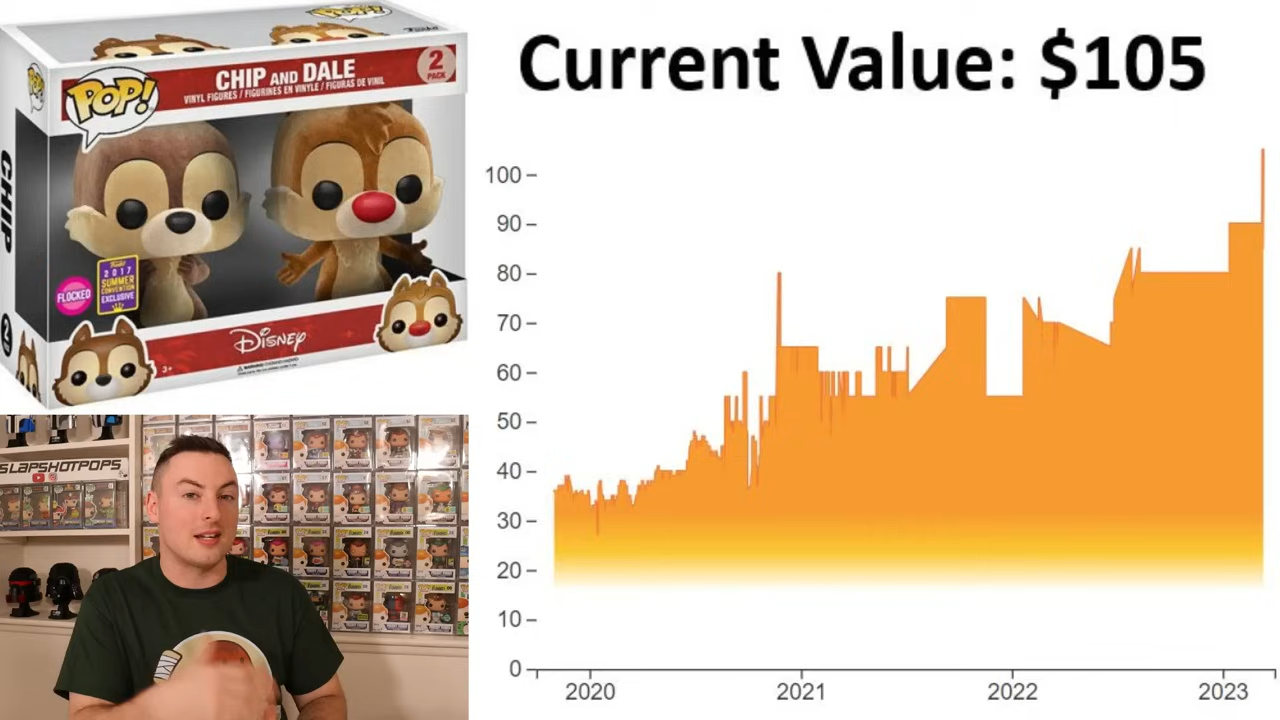 POP!
CHIP AND DALE
VINYL FIGURES / FIGURINES EN VINYLE / FIGURAS DE VINIL
2
PACK
CHIP
FLOCKED
Funko
2017
SUMMER
CONVENTION
EXCLUSIVE
Disney
3+
SLAPSHOTPOPS
Current Value: $105
100
90
80
70
60
50
40
30
20
10
0
2020
2021
2022
2023